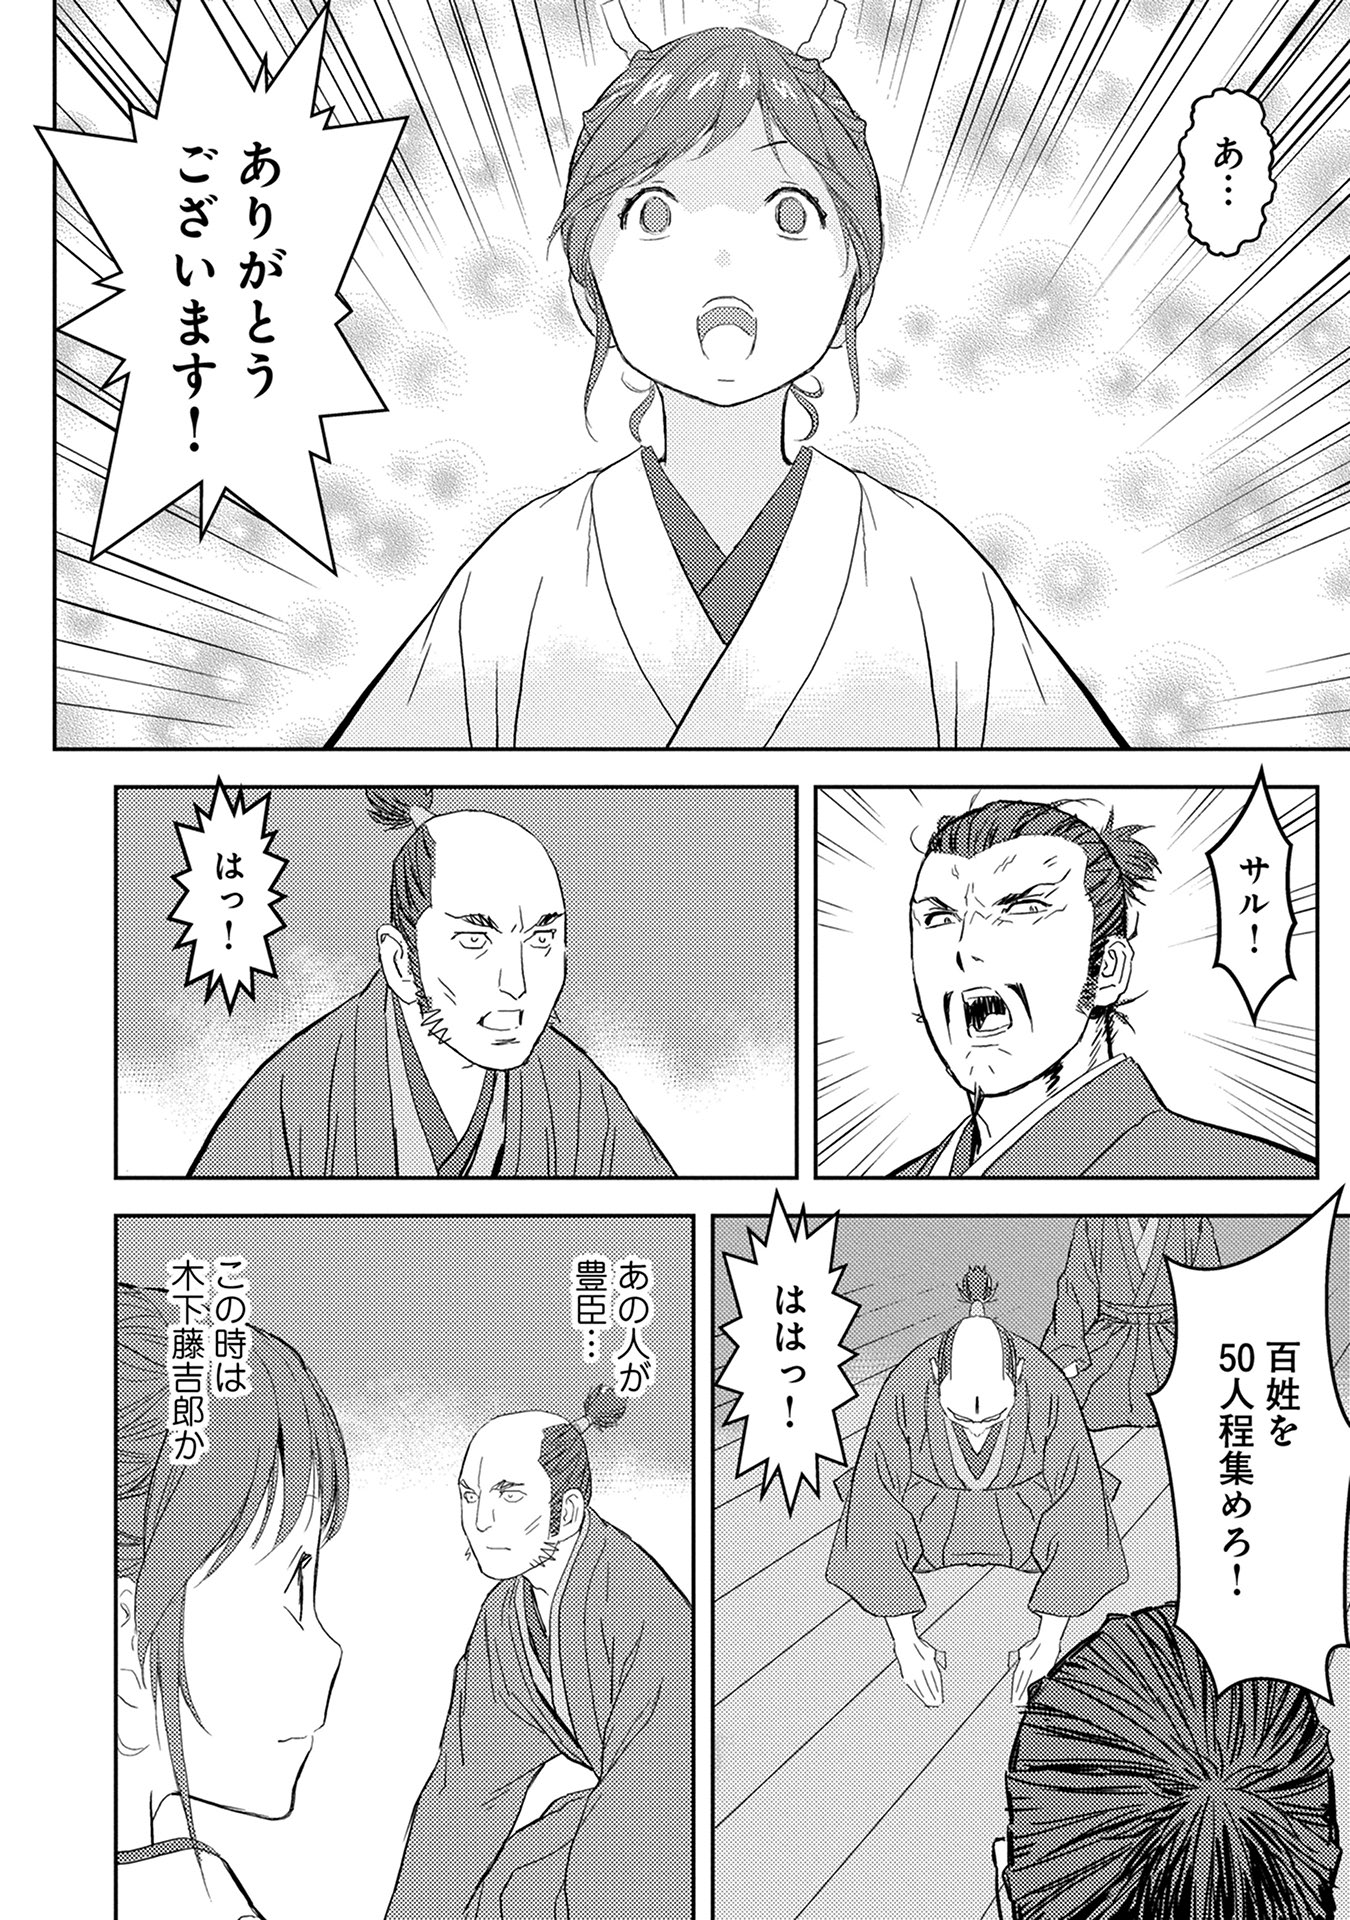 あ…
ありがとう
ございます！
サル！
はっ！
百姓を
50人程集めろ！
ははっ！
あの人が
豊臣…
この時は
木下藤吉郎か